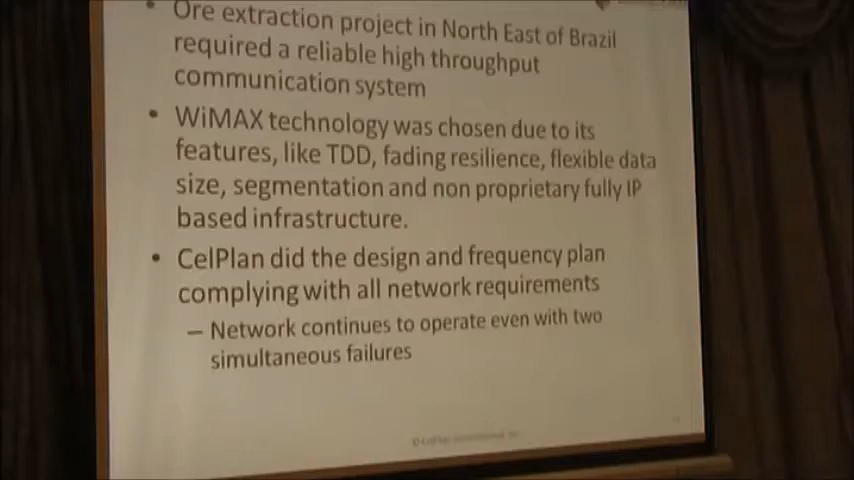 • Ore extraction project in North East of Brazil
required a reliable high throughput
communication system
• WiMAX technology was chosen due to its
features, like TDD, fading resilience, flexible data
size, segmentation and non proprietary fully IP
based infrastructure.
• CelPlan did the design and frequency plan
complying with all network requirements
– Network continues to operate even with two
simultaneous failures